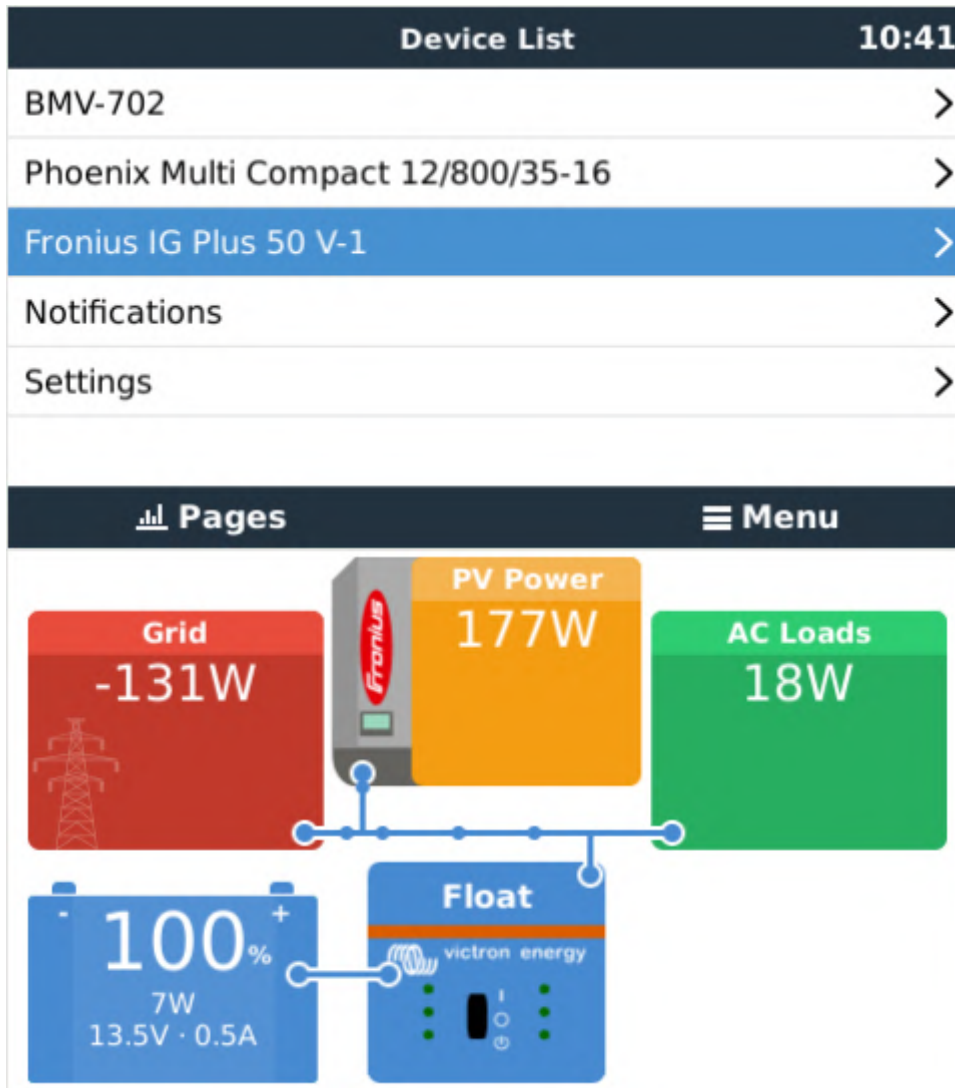 Device List 10:41
BMV-702
Phoenix Multi Compact 12/800/35-16
Fronius IG Plus 50 V-1
Notifications
Settings
Pages Menu
PV Power
177W
Fronius
Grid
-131W
AC Loads
18W
- 100% +
7W
13.5V · 0.5A
Float
victron energy